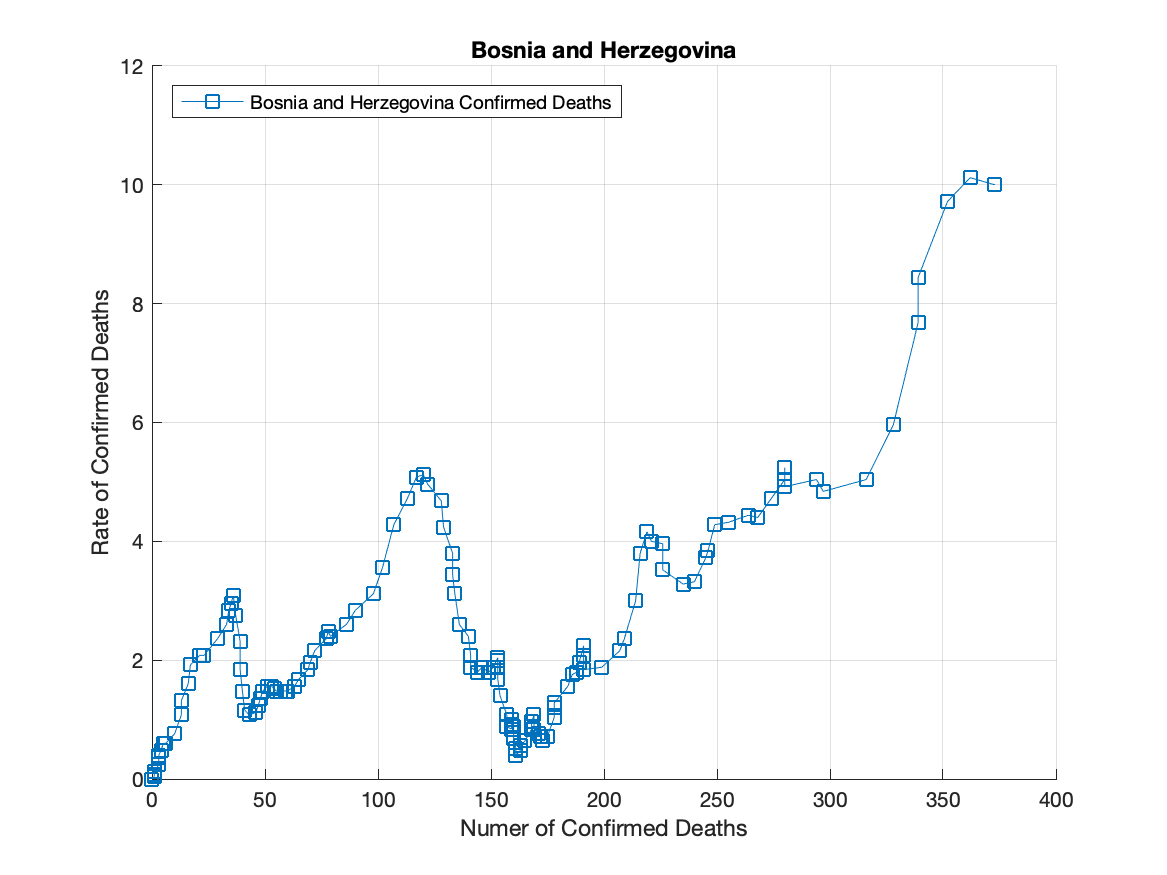 Bosnia and Herzegovina
12
Bosnia and Herzegovina Confirmed Deaths
10
8
6
4
2
0
Rate of Confirmed Deaths
0 50 100 150 200 250 300 350 400
Numer of Confirmed Deaths